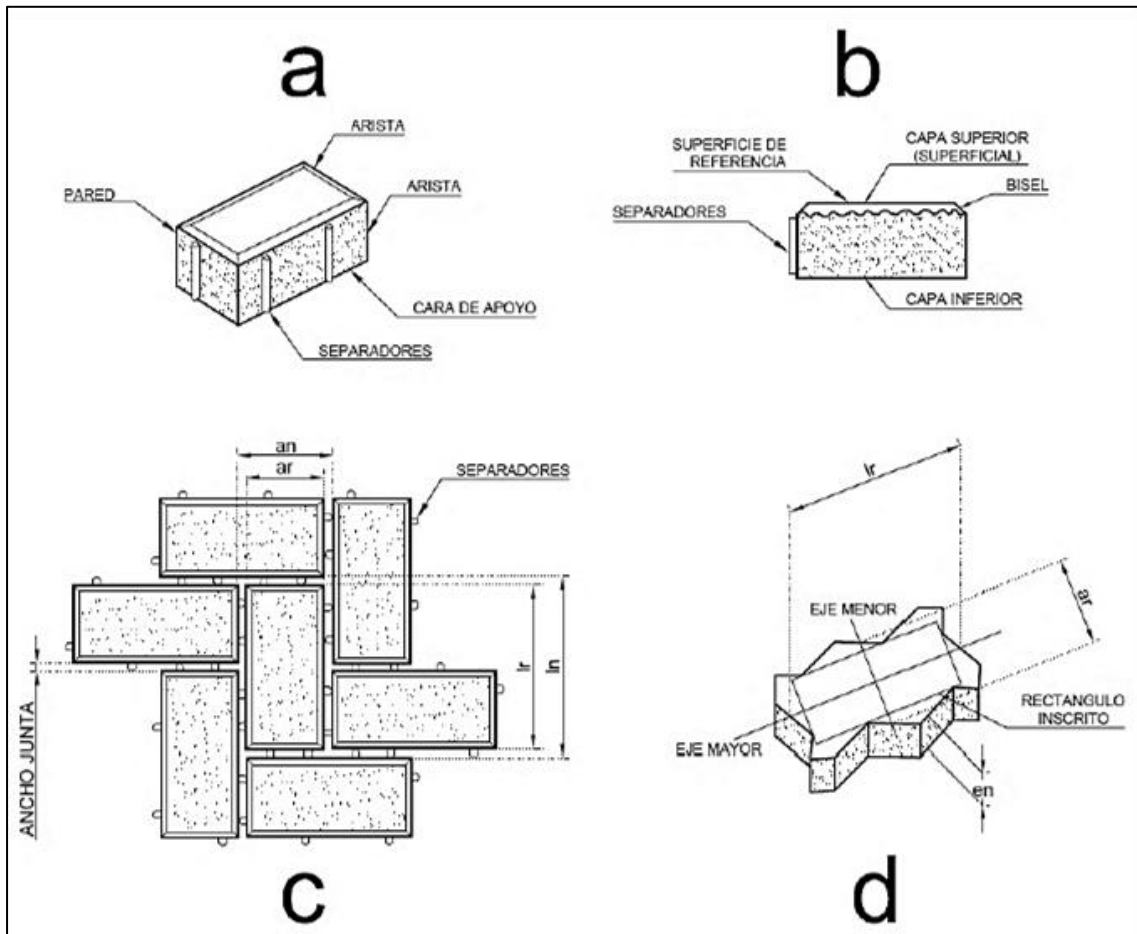 a
ARISTA
ARISTA
PARED
CARA DE APOYO
SEPARADORES
b
SUPERFICIE DE
REFERENCIA
CAPA SUPERIOR
(SUPERFICIAL)
BISEL
SEPARADORES
CAPA INFERIOR
an
ar
SEPARADORES
lr
ln
ANCHO JUNTA
c
lr
ar
EJE MENOR
RECTANGULO
INSCRITO
EJE MAYOR
en
d